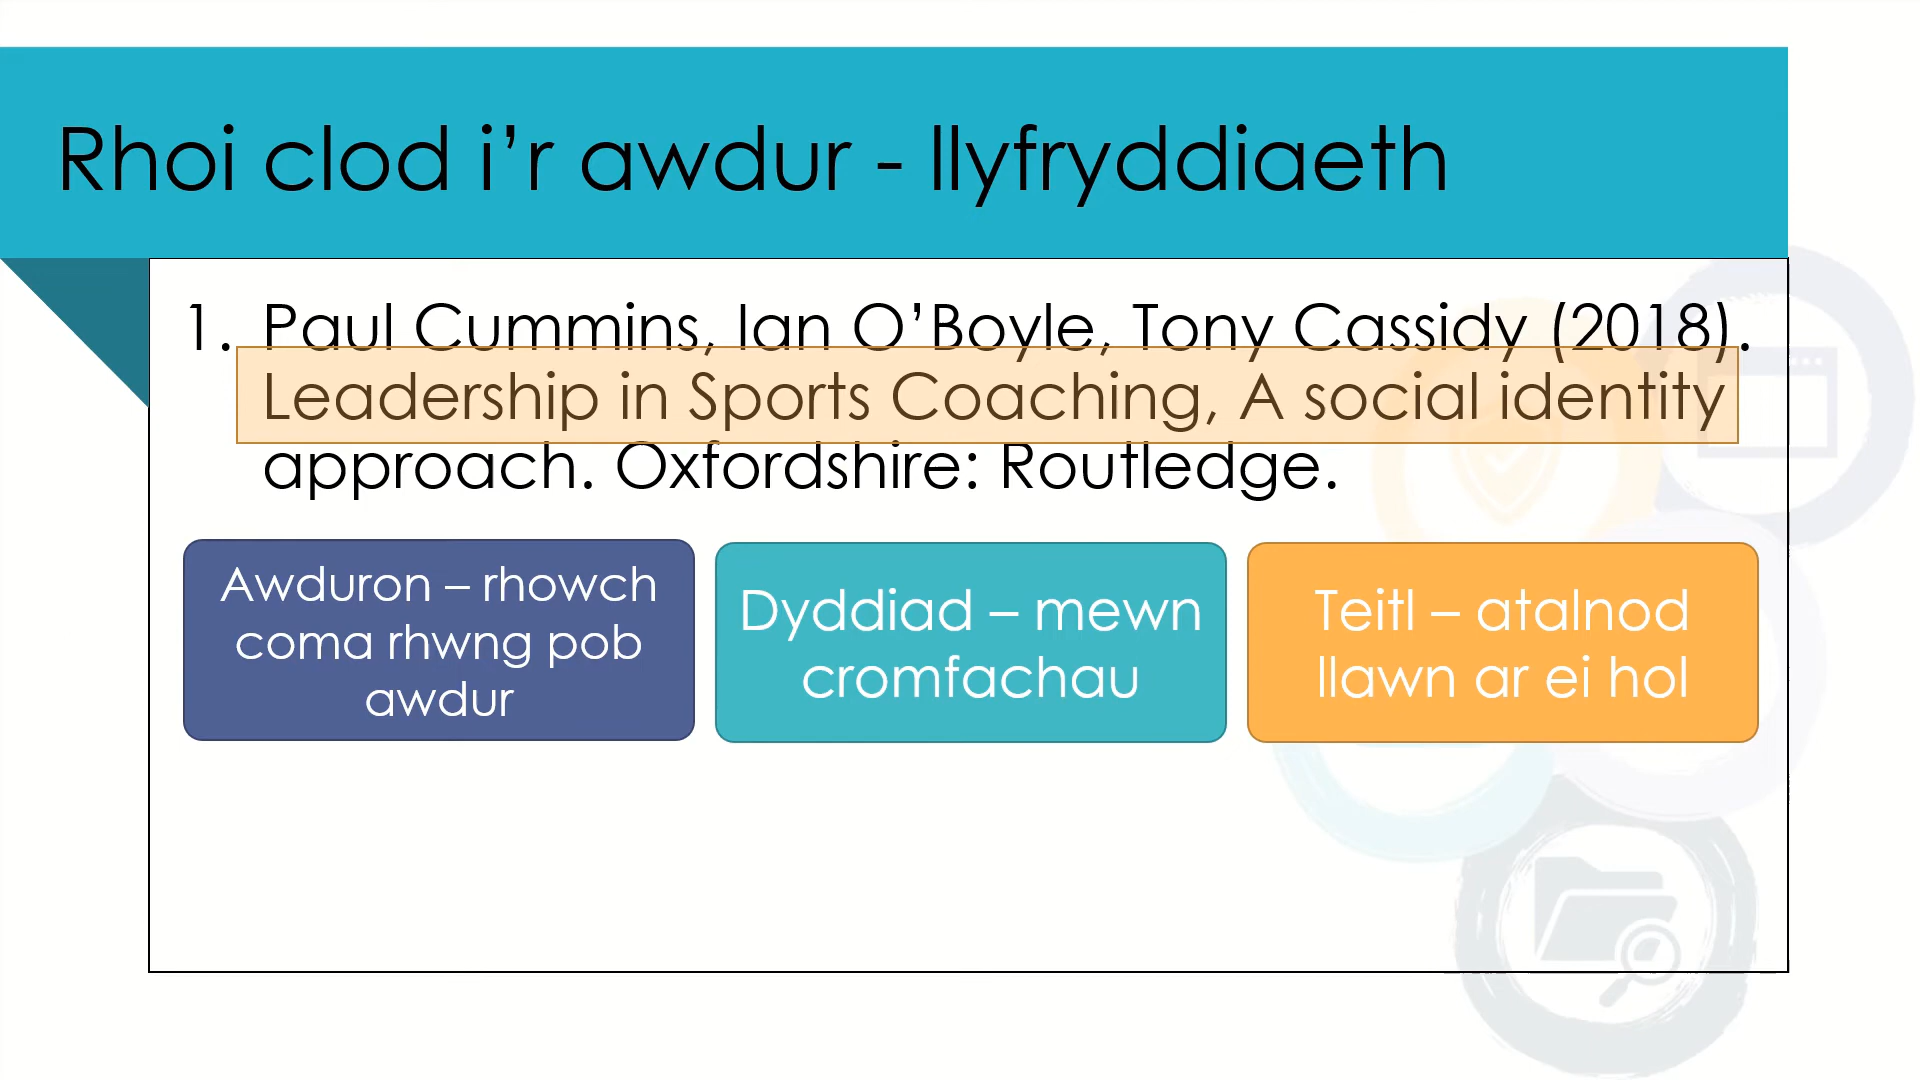 Rhoi clod i’r awdur - llyfryddiaeth
1. Paul Cummins, Ian O’Boyle, Tony Cassidy (2018).
Leadership in Sports Coaching, A social identity
approach. Oxfordshire: Routledge.
Awduron – rhowch
coma rhwng pob
awdur
Dyddiad – mewn
cromfachau
Teitl – atalnod
llawn ar ei hol